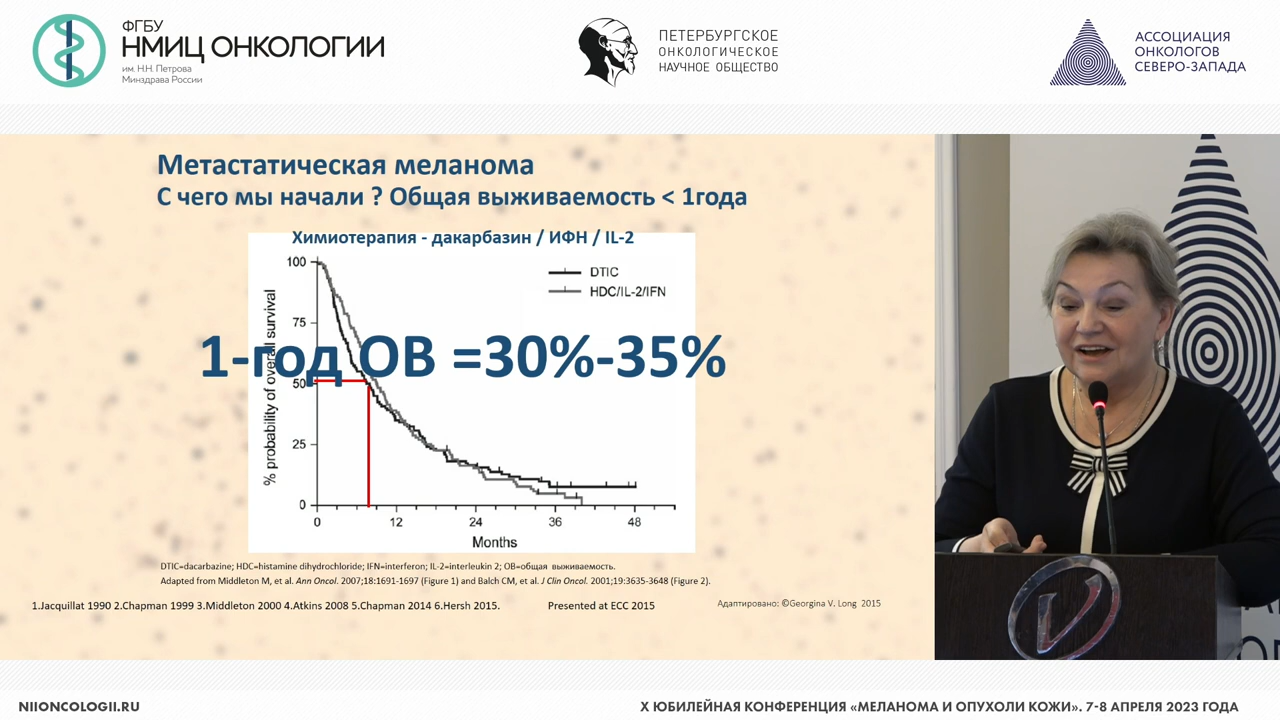 ФГБУ
НМИЦ ОНКОЛОГИИ
им. Н.Н. Петрова
Минздрава России
ПЕТЕРБУРГСКОЕ
ОНКОЛОГИЧЕСКОЕ
НАУЧНОЕ ОБЩЕСТВО
АССОЦИАЦИЯ
ОНКОЛОГОВ
СЕВЕРО-ЗАПАДА
Метастатическая меланома
С чего мы начали ? Общая выживаемость < 1года
Химиотерапия - дакарбазин / ИФН / IL-2
100
75
50
25
0
% probability of overall survival
DTIC
HDC/IL-2/IFN
1-год ОВ =30%-35%
0 12 24 36 48
Months
DTIC=dacarbazine; HDC=histamine dihydrochloride; IFN=interferon; IL-2=interleukin 2; ОВ=общая выживаемость.
Adapted from Middleton M, et al. Ann Oncol. 2007;18:1691-1697 (Figure 1) and Balch CM, et al. J Clin Oncol. 2001;19:3635-3648 (Figure 2).
1.Jacquillat 1990 2.Chapman 1999 3.Middleton 2000 4.Atkins 2008 5.Chapman 2014 6.Hersh 2015.
Presented at ECC 2015
Адаптировано: ©Georgina V. Long 2015
NIIONCOLOGII.RU
X ЮБИЛЕЙНАЯ КОНФЕРЕНЦИЯ «МЕЛАНОМА И ОПУХОЛИ КОЖИ». 7-8 АПРЕЛЯ 2023 ГОДА